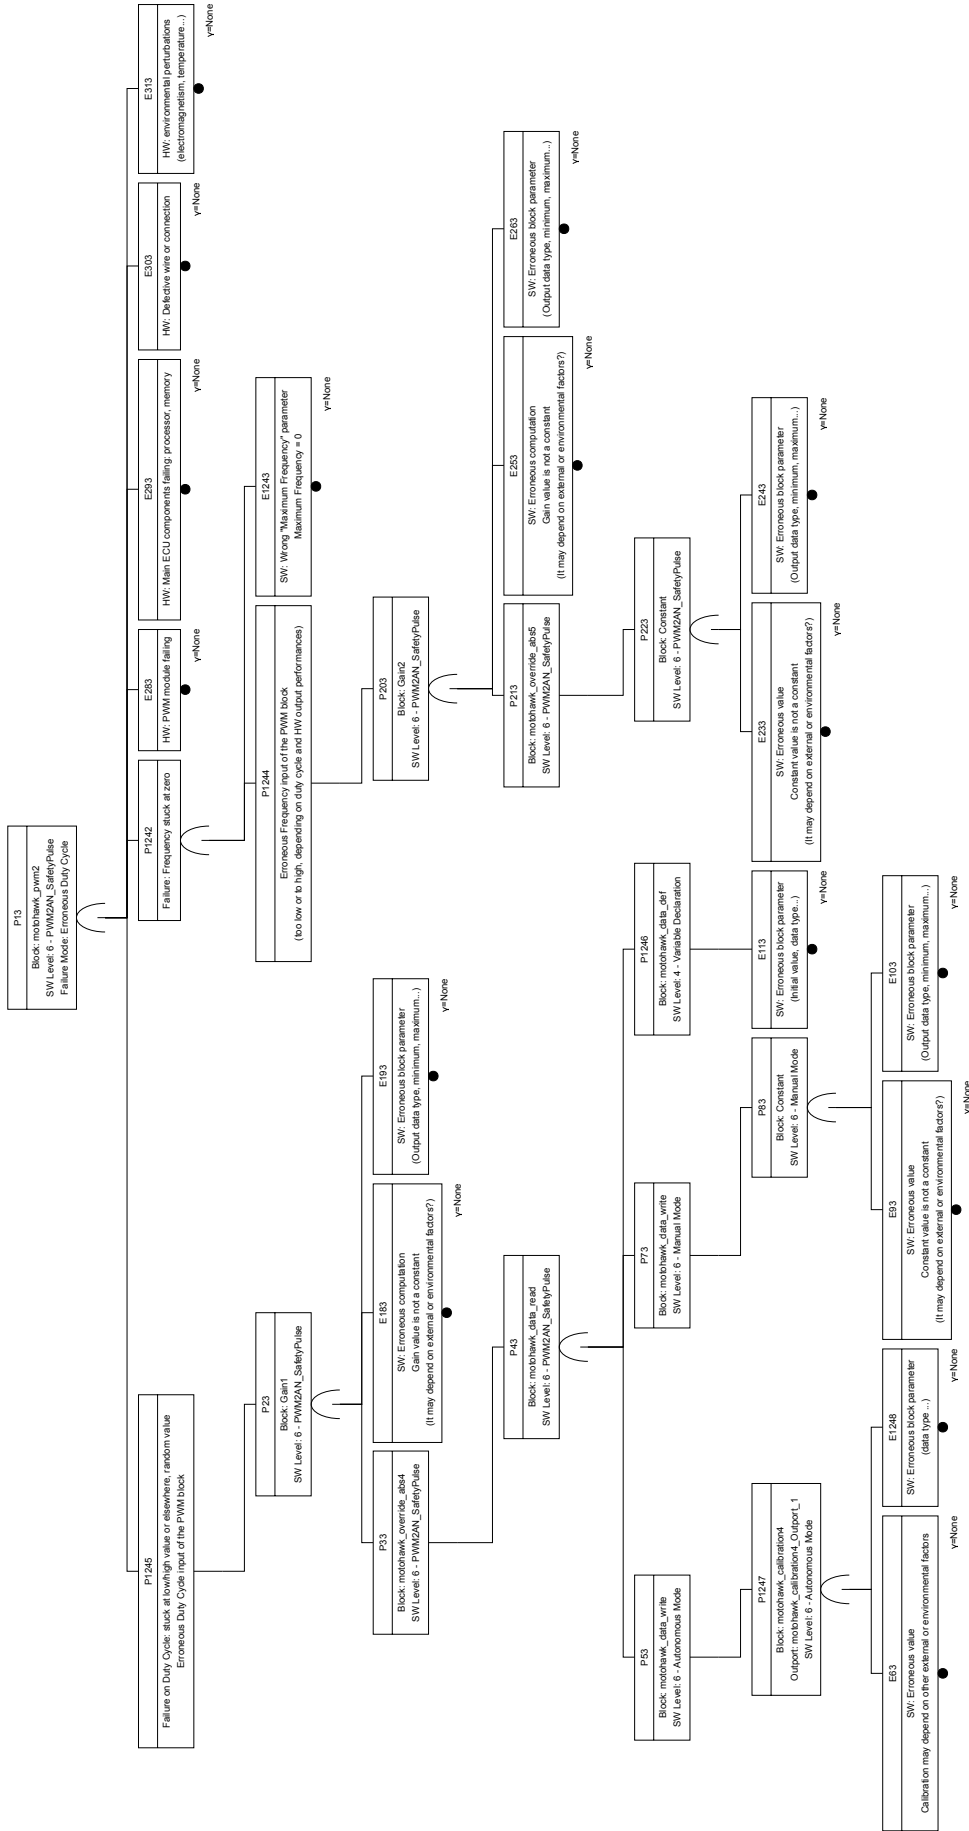 P13
Block: motohawk_pwm2
SW Level: 6 - PWM2AN_SafetyPulse
Failure Mode: Erroneous Duty Cycle
P1245
Failure on Duty Cycle: stuck at low/high value or elsewhere, random value
Erroneous Duty Cycle input of the PWM block
P1242
Failure: Frequency stuck at zero
E283
HW: PWM module failing
γ=None
E293
HW: Main ECU components failing: processor, memory
γ=None
E303
HW: Defective wire or connection
γ=None
E313
HW: environmental perturbations
(electromagnetism, temperature...)
γ=None
P23
Block: Gain1
SW Level: 6 - PWM2AN_SafetyPulse
P1244
Erroneous Frequency input of the PWM block
(too low or to high, depending on duty cycle and HW output performances)
E1243
SW: Wrong "Maximum Frequency" parameter
Maximum Frequency = 0
γ=None
P33
Block: motohawk_override_abs4
SW Level: 6 - PWM2AN_SafetyPulse
E183
SW: Erroneous computation
Gain value is not a constant
(It may depend on external or environmental factors?)
γ=None
E193
SW: Erroneous block parameter
(Output data type, minimum, maximum...)
γ=None
P203
Block: Gain2
SW Level: 6 - PWM2AN_SafetyPulse
P43
Block: motohawk_data_read
SW Level: 6 - PWM2AN_SafetyPulse
P213
Block: motohawk_override_abs5
SW Level: 6 - PWM2AN_SafetyPulse
E253
SW: Erroneous computation
Gain value is not a constant
(It may depend on external or environmental factors?)
γ=None
E263
SW: Erroneous block parameter
(Output data type, minimum, maximum...)
γ=None
P53
Block: motohawk_data_write
SW Level: 6 - Autonomous Mode
P73
Block: motohawk_data_write
SW Level: 6 - Manual Mode
P1246
Block: motohawk_data_def
SW Level: 4 - Variable Declaration
P223
Block: Constant
SW Level: 6 - PWM2AN_SafetyPulse
P1247
Block: motohawk_calibration4
Outport: motohawk_calibration4_Outport_1
SW Level: 6 - Autonomous Mode
P83
Block: Constant
SW Level: 6 - Manual Mode
E113
SW: Erroneous block parameter
(Initial value, data type...)
γ=None
E233
SW: Erroneous value
Constant value is not a constant
(It may depend on external or environmental factors?)
γ=None
E243
SW: Erroneous block parameter
(Output data type, minimum, maximum...)
γ=None
E63
SW: Erroneous value
Calibration may depend on other external or environmental factors
γ=None
E1248
SW: Erroneous block parameter
(data type ...)
γ=None
E93
SW: Erroneous value
Constant value is not a constant
(It may depend on external or environmental factors?)
γ=None
E103
SW: Erroneous block parameter
(Output data type, minimum, maximum...)
γ=None